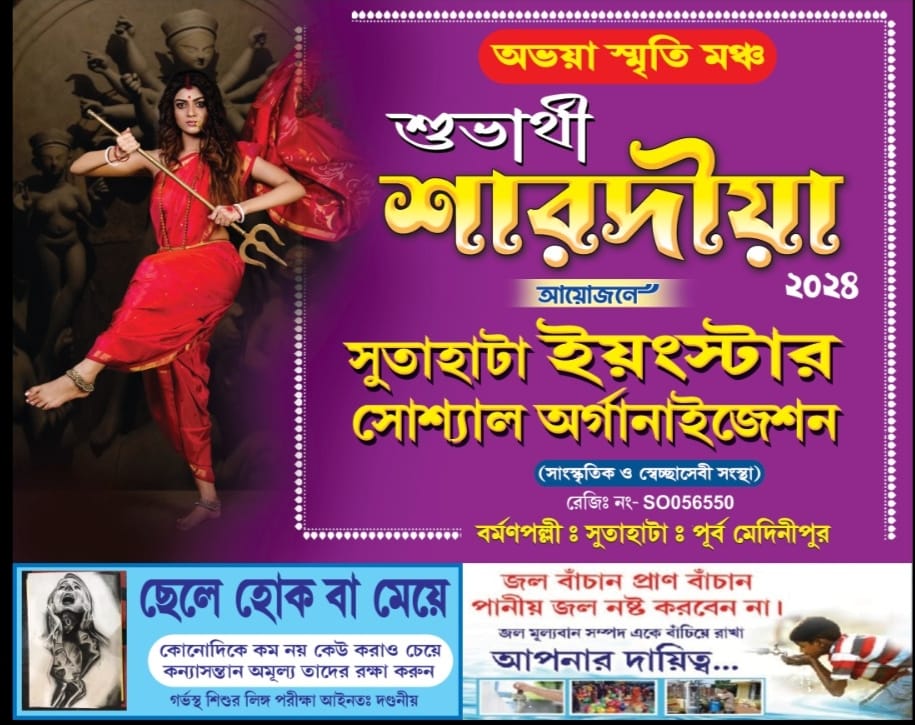 অভয়া স্মৃতি মঞ্চ
শুভার্থী
শারদীয়া
২০২৪
আয়োজনে
সুতাহাটা ইয়ংস্টার
সোশ্যাল অর্গানাইজেশন
(সাংস্কৃতিক ও স্বেচ্ছাসেবী সংস্থা)
রেজিঃ নং- SO056550
বর্মণপল্লী ঃ সুতাহাটা ঃ পূর্ব মেদিনীপুর
ছেলে হোক বা মেয়ে
কোনোদিকে কম নয় কেউ করাও চেয়ে
কন্যাসন্তান অমূল্য তাদের রক্ষা করুন
গর্ভস্থ শিশুর লিঙ্গ পরীক্ষা আইনতঃ দণ্ডনীয়
জল বাঁচান প্রাণ বাঁচান
পানীয় জল নষ্ট করবেন না।
জল মূল্যবান সম্পদ একে বাঁচিয়ে রাখা
আপনার দায়িত্ব...